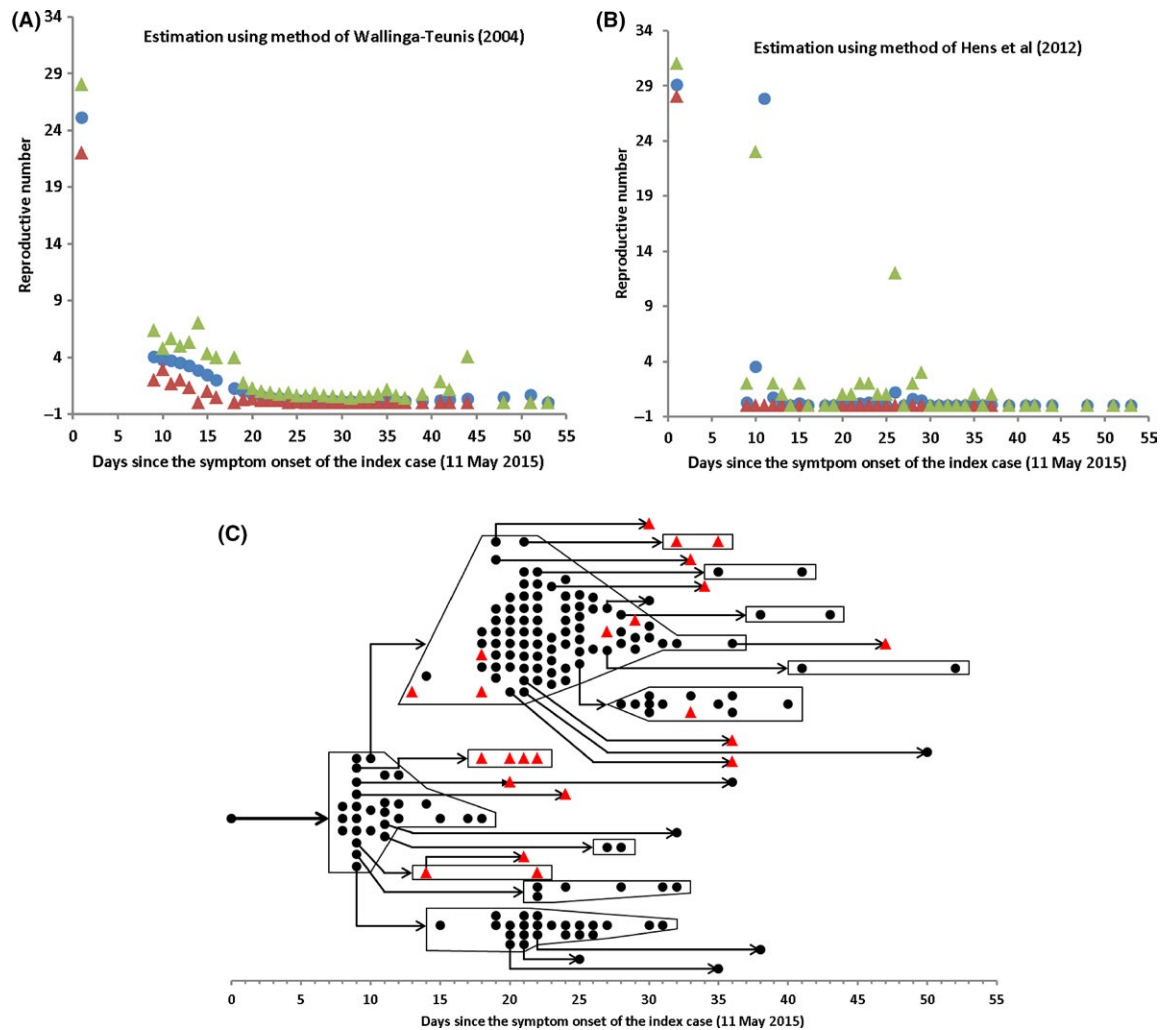 (A)
Estimation using method of Wallinga-Teunis (2004)
Reproductive number
34
29
24
19
14
9
4
−1
0 5 10 15 20 25 30 35 40 45 50 55
Days since the symptom onset of the index case (11 May 2015)
(B)
Estimation using method of Hens et al (2012)
Reproductive number
34
29
24
19
14
9
4
−1
0 5 10 15 20 25 30 35 40 45 50 55
Days since the symtpom onset of the index case (11 May 2015)
(C)
0 5 10 15 20 25 30 35 40 45 50 55
Days since the symptom onset of the index case (11 May 2015)